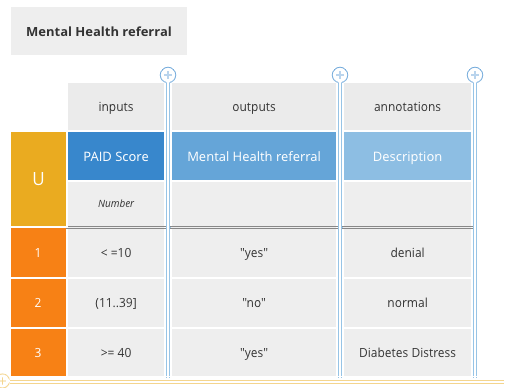 Mental Health referral
inputs outputs annotations
U PAID Score Mental Health referral Description
Number
1 < =10 "yes" denial
2 (11..39] "no" normal
3 >= 40 "yes" Diabetes Distress